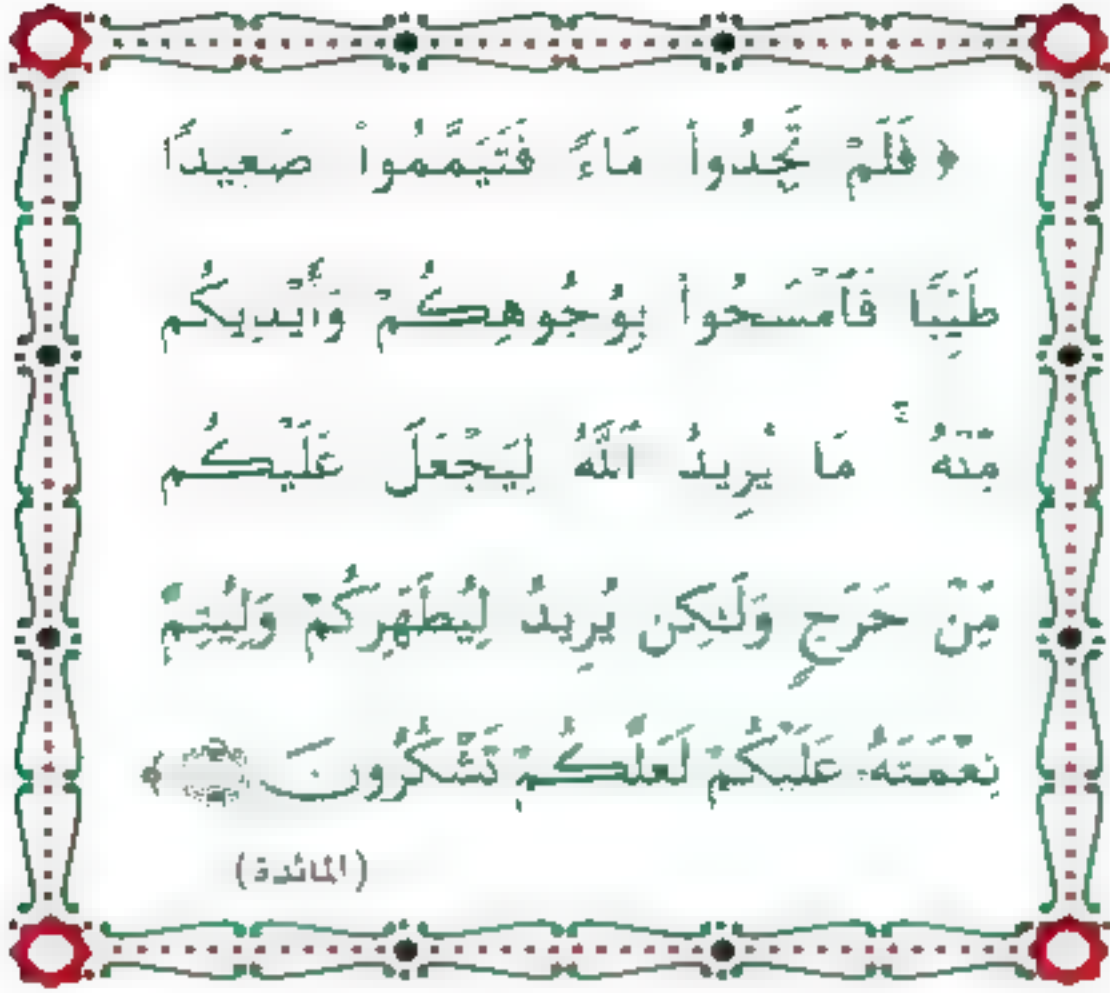 ﴿ فَلَمْ تَجِدُوا۟ مَآءً فَتَيَمَّمُوا۟ صَعِيدًا
طَيِّبًا فَٱمْسَحُوا۟ بِوُجُوهِكُمْ وَأَيْدِيكُم
مِّنْهُ ۚ مَا يُرِيدُ ٱللَّهُ لِيَجْعَلَ عَلَيْكُم
مِّنْ حَرَجٍ وَلَٰكِن يُرِيدُ لِيُطَهِّرَكُمْ وَلِيُتِمَّ
نِعْمَتَهُۥ عَلَيْكُمْ لَعَلَّكُمْ تَشْكُرُونَ ﴾
(المائدة)